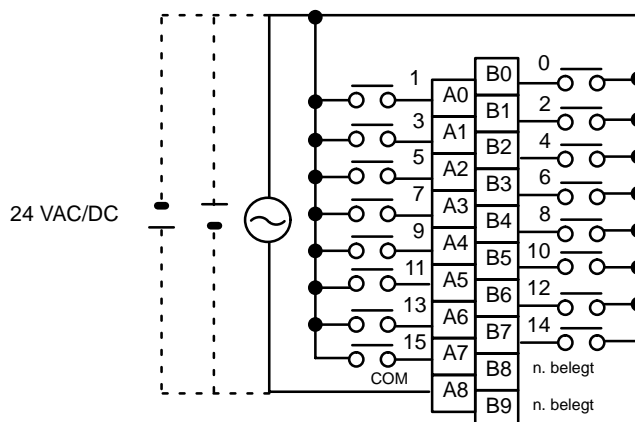 0
1
B0
A0
2
B1
3
A1
4
B2
5
A2
6
B3
7
A3
24 VAC/DC
8
B4
9
A4
10
B5
11
A5
12
B6
13
A6
14
B7
15
A7
COM
B8
n. belegt
A8
B9
n. belegt